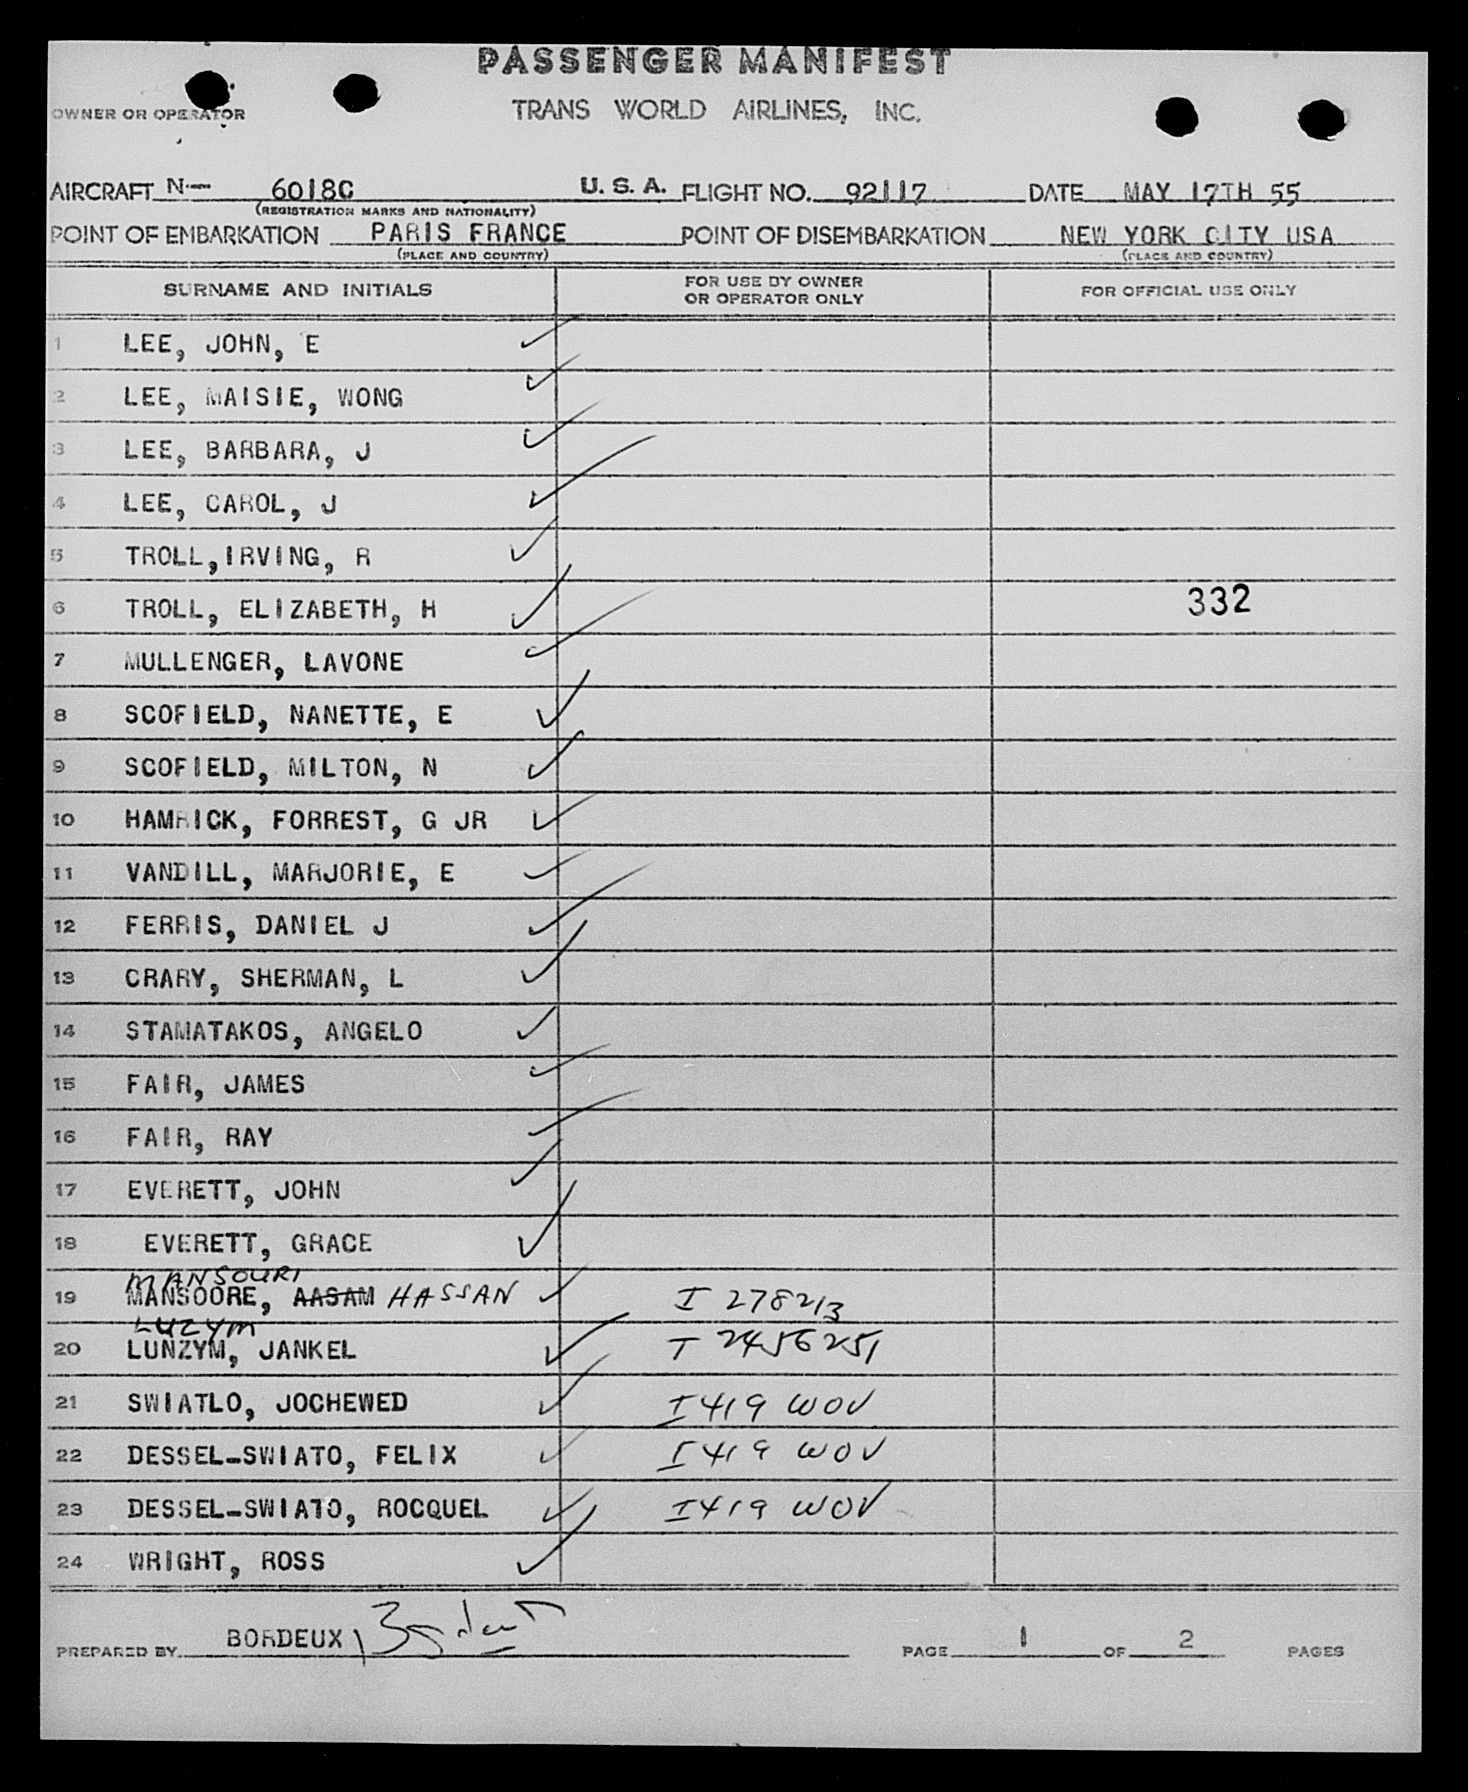 PASSENGER MANIFEST
OWNER OR OPERATOR TRANS WORLD AIRLINES, INC.
AIRCRAFT N-- 6018C U. S. A. FLIGHT NO. 92117 DATE MAY 17TH 55
(REGISTRATION MARKS AND NATIONALITY)
POINT OF EMBARKATION PARIS FRANCE POINT OF DISEMBARKATION NEW YORK CITY USA
(PLACE AND COUNTRY) (PLACE AND COUNTRY)
SURNAME AND INITIALS FOR USE BY OWNER OR OPERATOR ONLY FOR OFFICIAL USE ONLY
1 LEE, JOHN, E
2 LEE, MAISIE, WONG
3 LEE, BARBARA, J
4 LEE, CAROL, J
5 TROLL,IRVING, R
6 TROLL, ELIZABETH, H 332
7 MULLENGER, LAVONE
8 SCOFIELD, NANETTE, E
9 SCOFIELD, MILTON, N
10 HAMRICK, FORREST, G JR
11 VANDILL, MARJORIE, E
12 FERRIS, DANIEL J
13 CRARY, SHERMAN, L
14 STAMATAKOS, ANGELO
15 FAIR, JAMES
16 FAIR, RAY
17 EVERETT, JOHN
18 EVERETT, GRACE
MANSOURI
19 MANSOORE, AASAM HASSAN I 278213
LUZYM
20 LUNZYM, JANKEL I 2456251
21 SWIATLO, JOCHEWED I419 WOV
22 DESSEL-SWIATO, FELIX I419 WOV
23 DESSEL-SWIATO, ROCQUEL I419 WOV
24 WRIGHT, ROSS
PREPARED BY BORDEUX PAGE 1 OF 2 PAGES